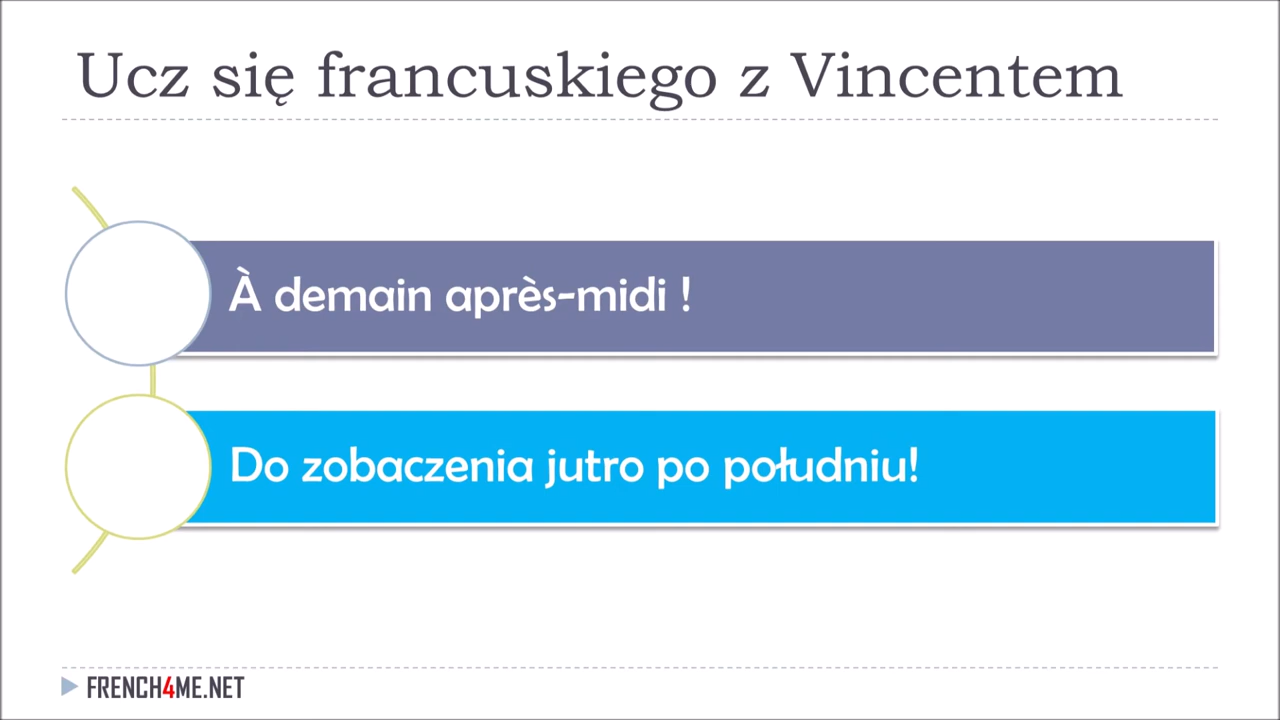 Ucz się francuskiego z Vincentem
À demain après-midi !
Do zobaczenia jutro po południu!
FRENCH4ME.NET